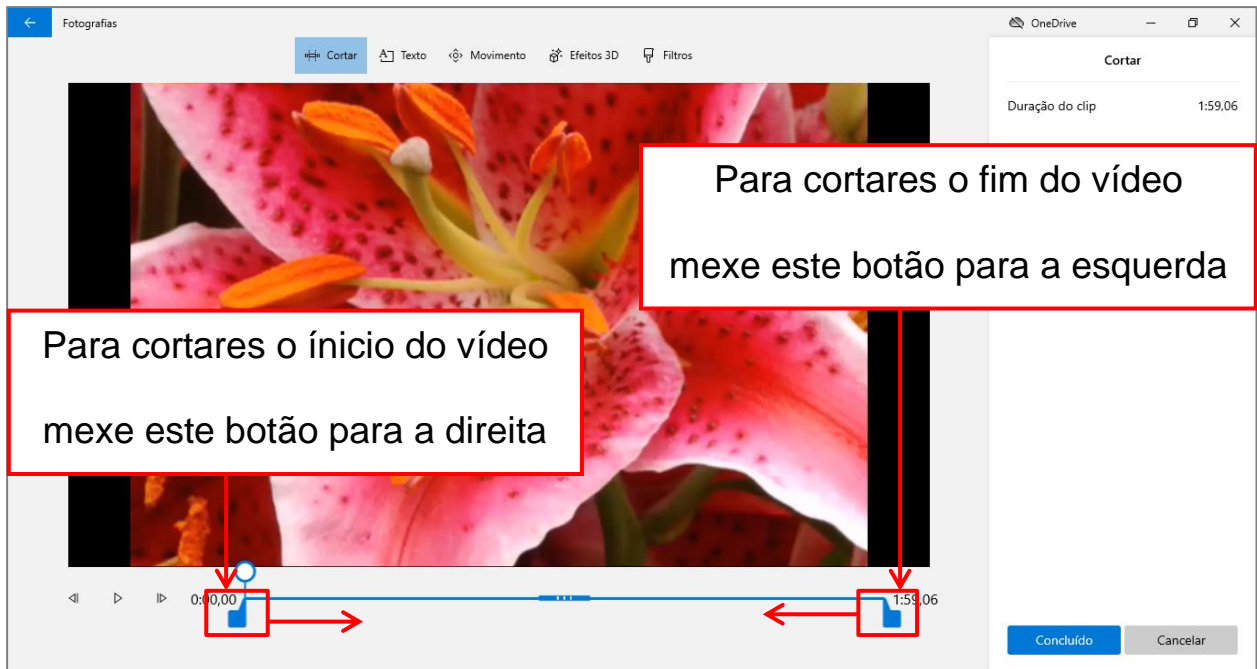 Fotografias
OneDrive
Cortar
Texto
Movimento
Efeitos 3D
Filtros
Cortar
Duração do clip 1:59,06
Para cortares o fim do vídeo
mexe este botão para a esquerda
Para cortares o ínicio do vídeo
mexe este botão para a direita
0:00,00
1:59,06
Concluído
Cancelar